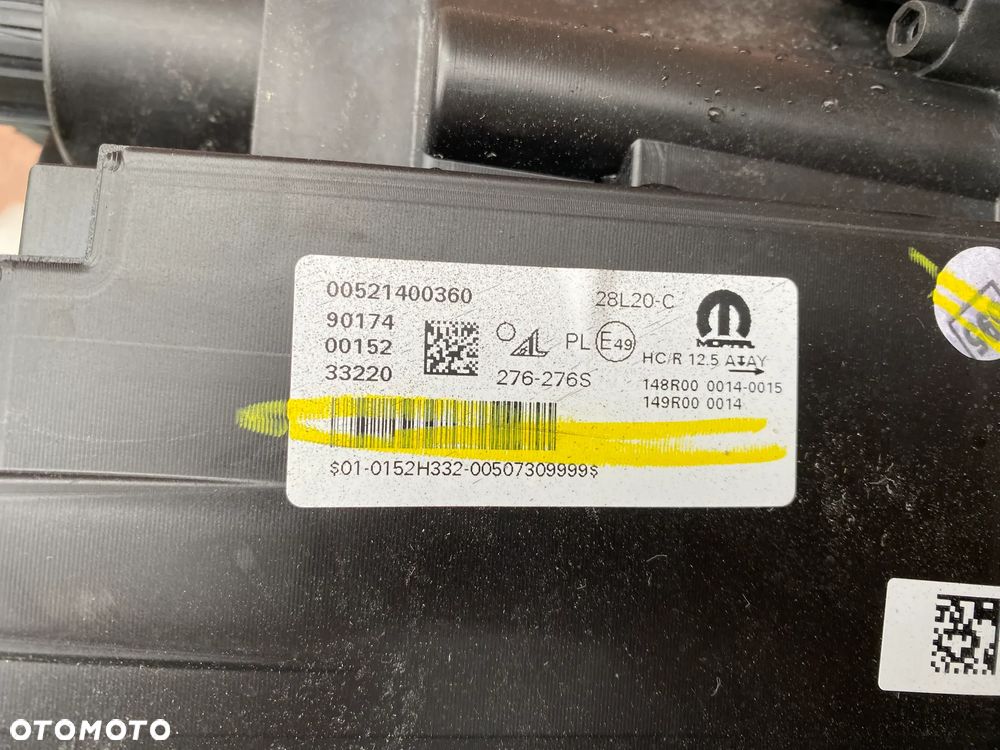 00521400360
28L20-C
90174
00152
33220
MOPAR
PL E49
HC/R 12.5
276-276S
148R00 0014-0015
149R00 0014
$01-0152H332-00507309999$
OTOMOTO